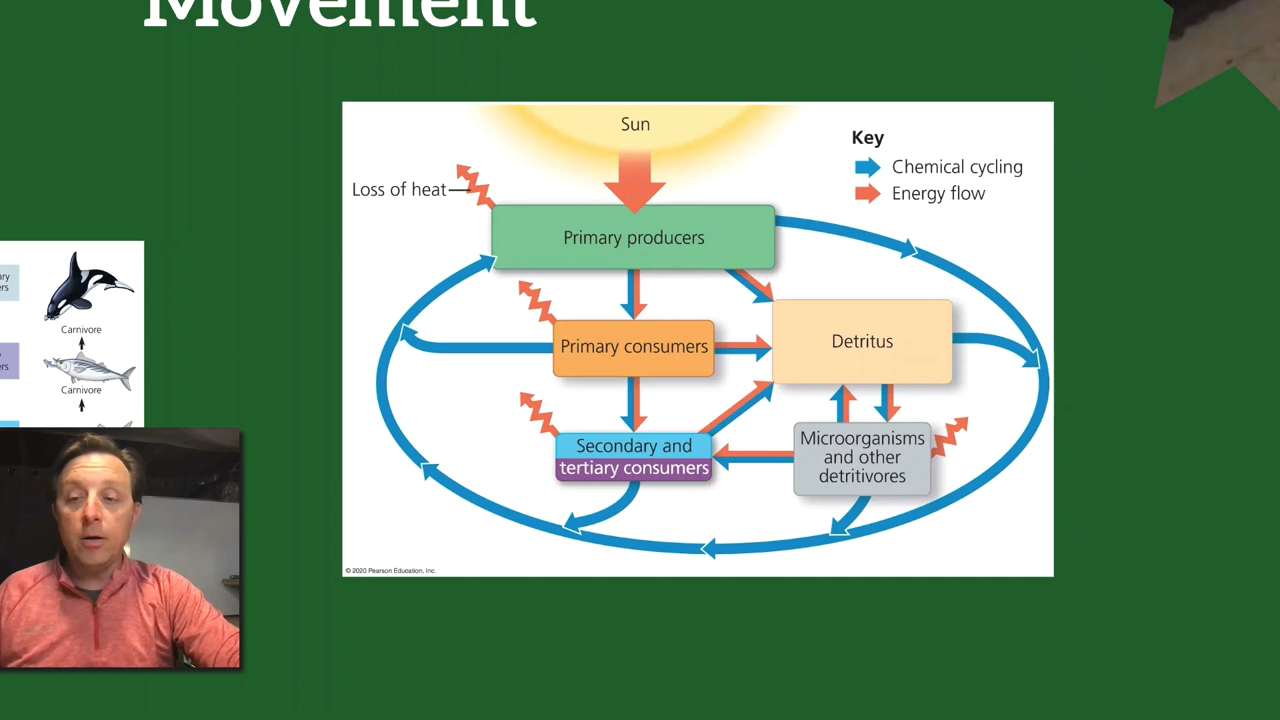 Movement
Sun
Key
Chemical cycling
Energy flow
Loss of heat
Primary producers
Primary consumers
Detritus
Secondary and
tertiary consumers
Microorganisms
and other
detritivores
© 2020 Pearson Education, Inc.
Carnivore
Carnivore